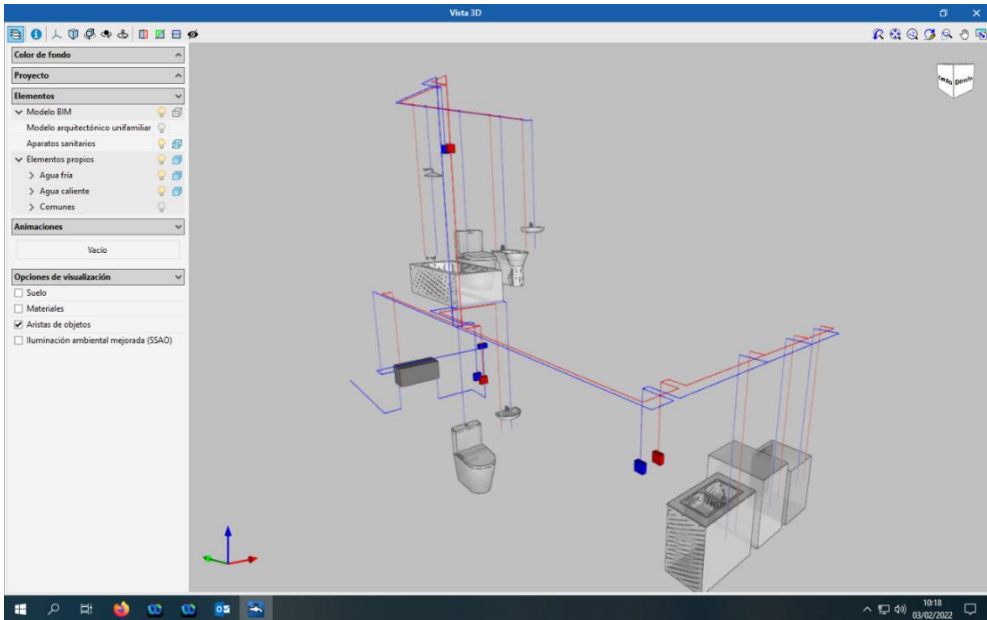 Vista 3D
Color de fondo
Proyecto
Elementos
Modelo BIM
Modelo arquitectónico unifamiliar
Aparatos sanitarios
Elementos propios
Agua fría
Agua caliente
Comunes
Animaciones
Vacío
Opciones de visualización
Suelo
Materiales
Aristas de objetos
Iluminación ambiental mejorada (SSAO)
10:18
03/02/2022